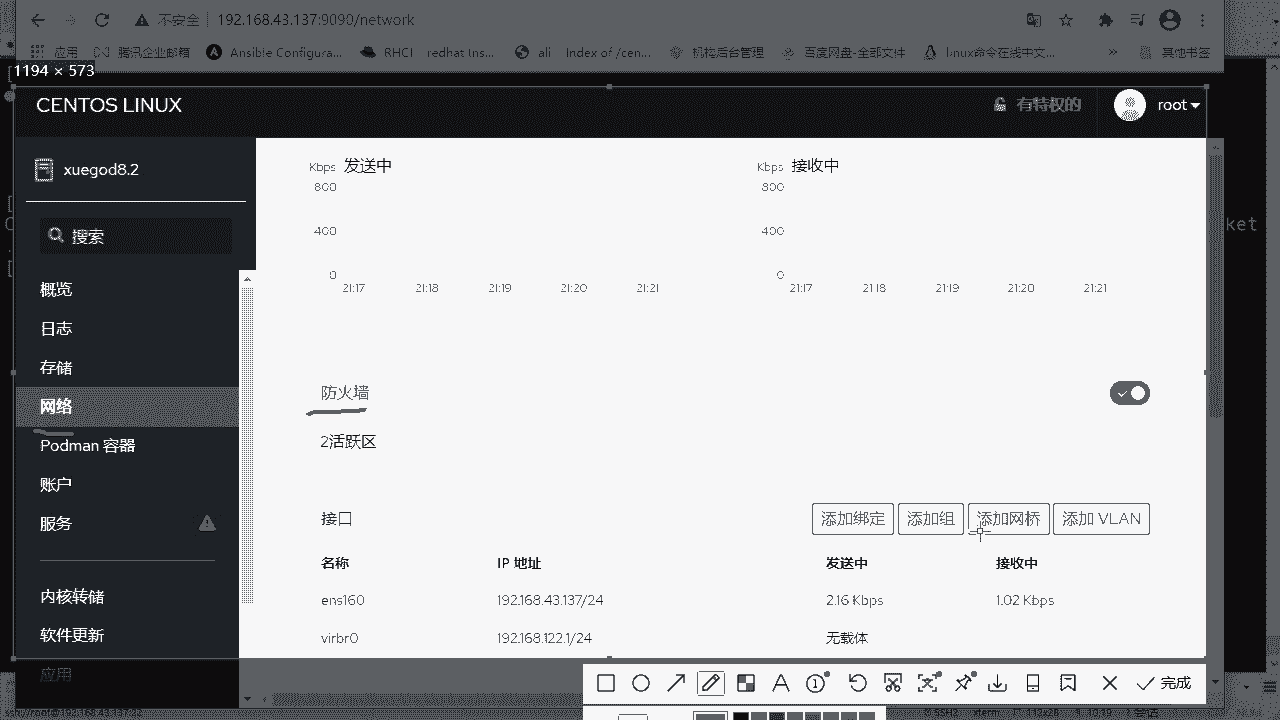 不安全 192.168.43.137:9090/network
应用 腾讯企业邮箱 Ansible Configura... RHCI redhat Ins... ali Index of /cen... 百度网盘-全部文件 linux命令在线中文... » 其他书签
1194 × 573
CENTOS LINUX 有特权的 root
xuegod8.2
搜索
概览
日志
存储
网络
Podman 容器
账户
服务
内核转储
软件更新
应用
Kbps 发送中 Kbps 接收中
800 800
400 400
0 0
21:17 21:18 21:19 21:20 21:21 21:17 21:18 21:19 21:20 21:21
防火墙
2活跃区
接口 添加绑定 添加组 添加网桥 添加 VLAN
名称 IP 地址 发送中 接收中
ens160 192.168.43.137/24 2.16 Kbps 1.02 Kbps
virbr0 192.168.122.1/24 无载体
ket
完成